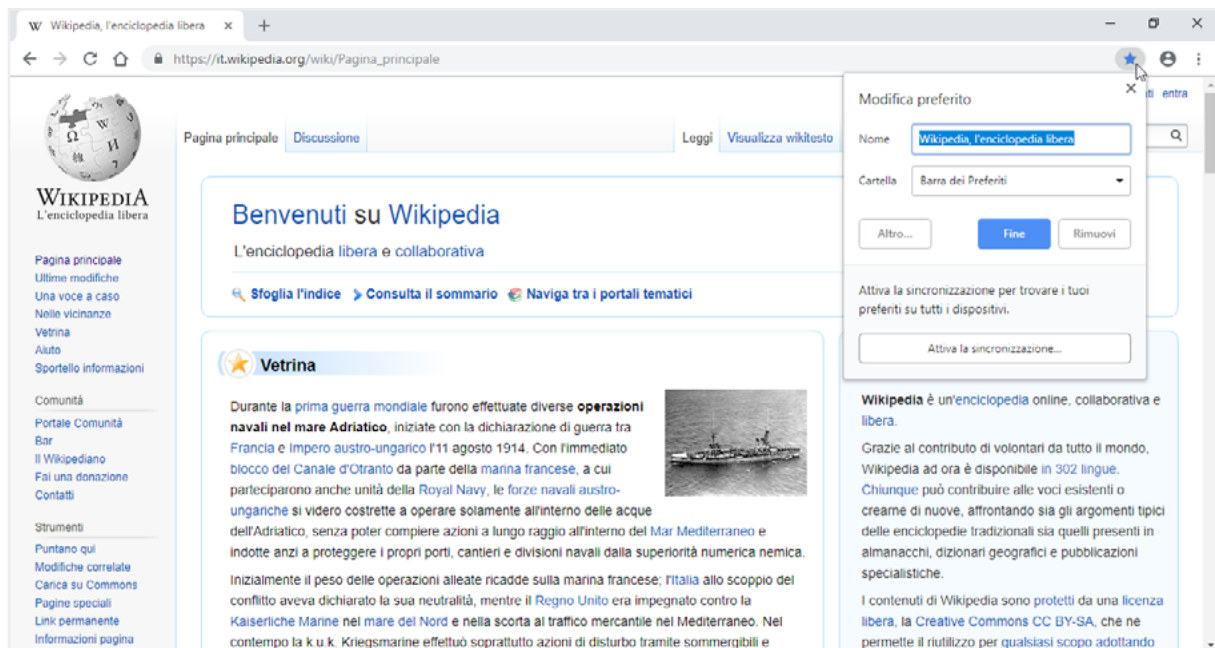 Wikipedia, l'enciclopedia libera
https://it.wikipedia.org/wiki/Pagina_principale
entra
Pagina principale
Discussione
Leggi
Visualizza wikitesto
Modifica preferito
Nome
Wikipedia, l'enciclopedia libera
Cartella
Barra dei Preferiti
Altro...
Fine
Rimuovi
Attiva la sincronizzazione per trovare i tuoi
preferiti su tutti i dispositivi.
Attiva la sincronizzazione...
WIKIPEDIA
L'enciclopedia libera
Pagina principale
Ultime modifiche
Una voce a caso
Nelle vicinanze
Vetrina
Aiuto
Sportello informazioni
Comunità
Portale Comunità
Bar
Il Wikipediano
Fai una donazione
Contatti
Strumenti
Puntano qui
Modifiche correlate
Carica su Commons
Pagine speciali
Link permanente
Informazioni pagina
Benvenuti su Wikipedia
L'enciclopedia libera e collaborativa
Sfoglia l'indice
Consulta il sommario
Naviga tra i portali tematici
Vetrina
Durante la prima guerra mondiale furono effettuate diverse operazioni
navali nel mare Adriatico, iniziate con la dichiarazione di guerra tra
Francia e Impero austro-ungarico l'11 agosto 1914. Con l'immediato
blocco del Canale d'Otranto da parte della marina francese, a cui
parteciparono anche unità della Royal Navy, le forze navali austro-
ungariche si videro costrette a operare solamente all'interno delle acque
dell'Adriatico, senza poter compiere azioni a lungo raggio all'interno del Mar Mediterraneo e
indotte anzi a proteggere i propri porti, cantieri e divisioni navali dalla superiorità numerica nemica.
Inizialmente il peso delle operazioni alleate ricadde sulla marina francese; l'Italia allo scoppio del
conflitto aveva dichiarato la sua neutralità, mentre il Regno Unito era impegnato contro la
Kaiserliche Marine nel mare del Nord e nella scorta al traffico mercantile nel Mediterraneo. Nel
contempo la k.u.k. Kriegsmarine effettuò soprattutto azioni di disturbo tramite sommergibili e
Wikipedia è un'enciclopedia online, collaborativa e
libera.
Grazie al contributo di volontari da tutto il mondo,
Wikipedia ad ora è disponibile in 302 lingue.
Chiunque può contribuire alle voci esistenti o
crearne di nuove, affrontando sia gli argomenti tipici
delle enciclopedie tradizionali sia quelli presenti in
almanacchi, dizionari geografici e pubblicazioni
specialistiche.
I contenuti di Wikipedia sono protetti da una licenza
libera, la Creative Commons CC BY-SA, che ne
permette il riutilizzo per qualsiasi scopo adottando